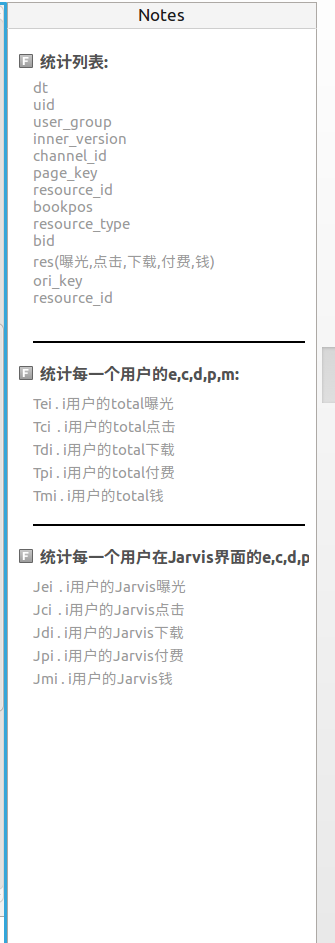 Notes
F 统计列表:
dt
uid
user_group
inner_version
channel_id
page_key
resource_id
bookpos
resource_type
bid
res(曝光,点击,下载,付费,钱)
ori_key
resource_id
F 统计每一个用户的e,c,d,p,m:
Tei . i用户的total曝光
Tci . i用户的total点击
Tdi . i用户的total下载
Tpi . i用户的total付费
Tmi . i用户的total钱
F 统计每一个用户在Jarvis界面的e,c,d,p
Jei . i用户的Jarvis曝光
Jci . i用户的Jarvis点击
Jdi . i用户的Jarvis下载
Jpi . i用户的Jarvis付费
Jmi . i用户的Jarvis钱